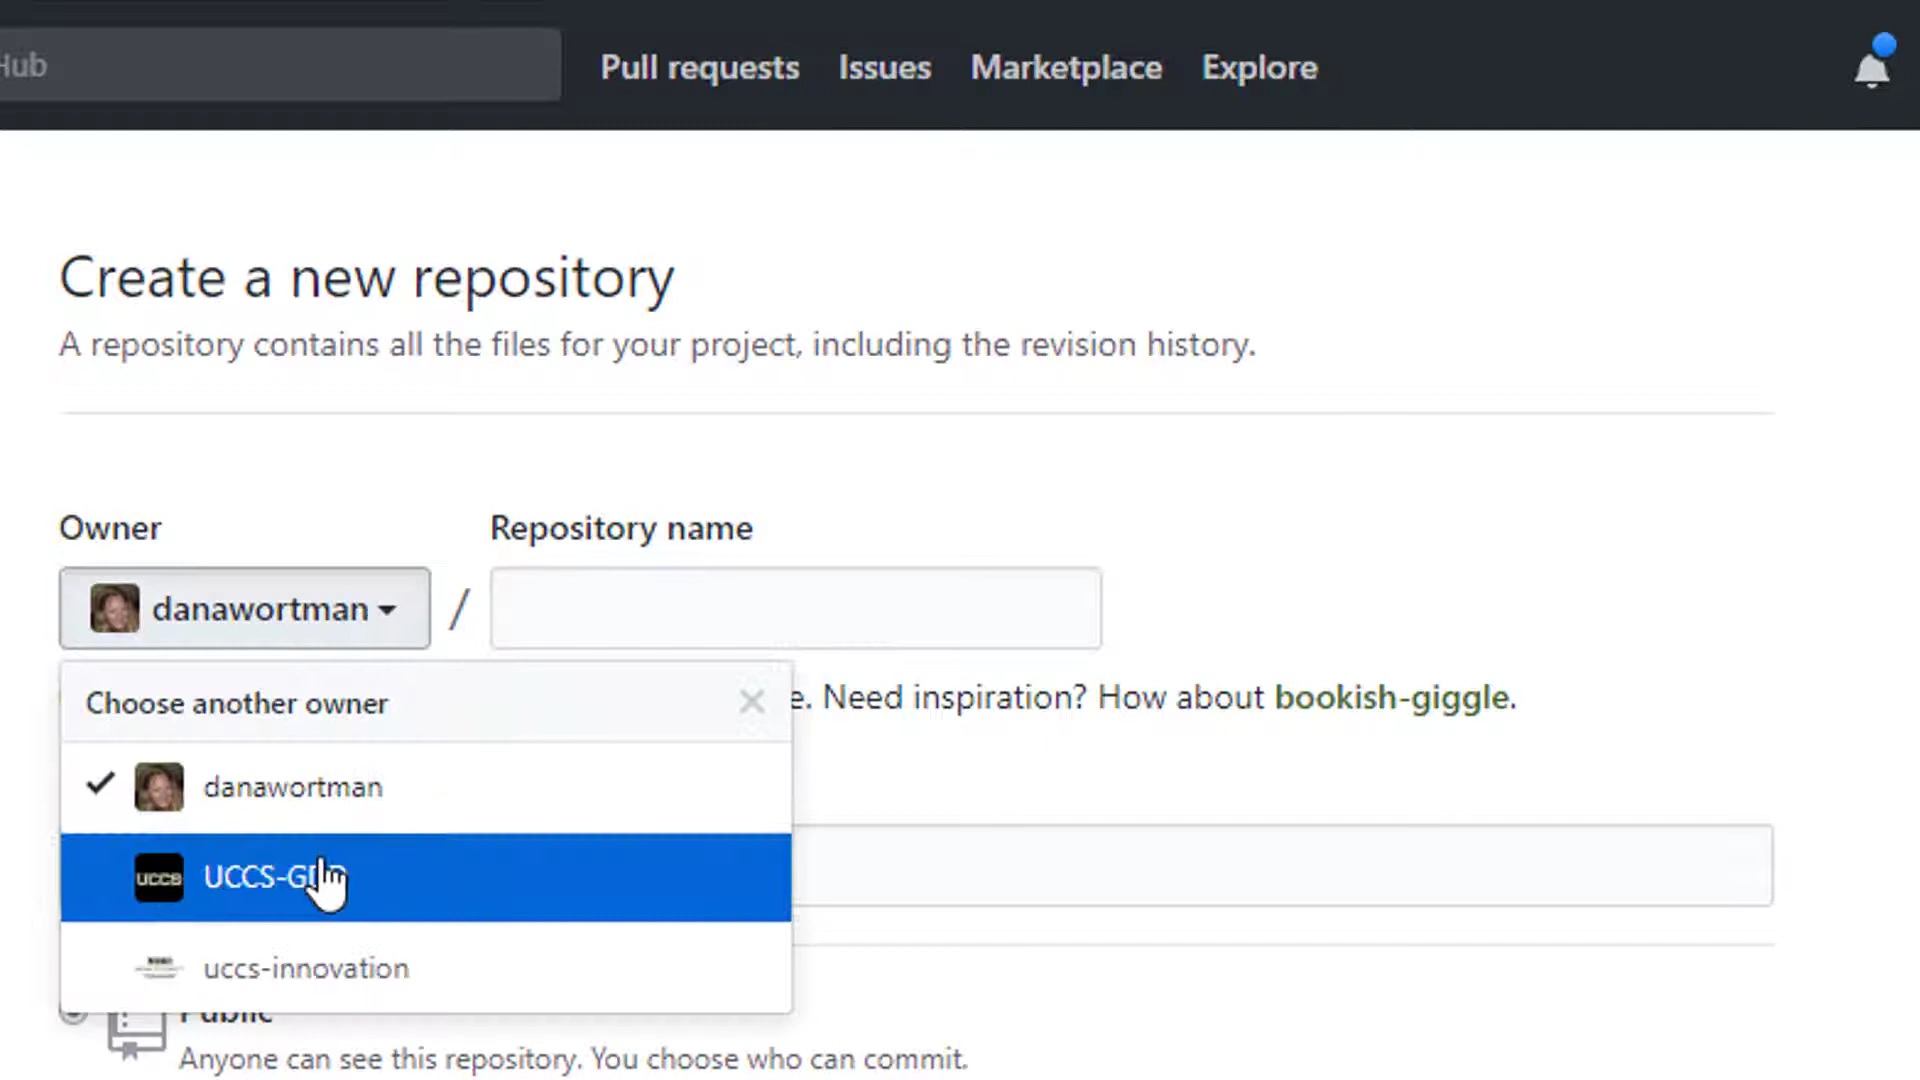 Hub
Pull requests Issues Marketplace Explore
Create a new repository
A repository contains all the files for your project, including the revision history.
Owner Repository name
danawortman /
Choose another owner
e. Need inspiration? How about bookish-giggle.
danawortman
UCCS
uccs-innovation
Public
Anyone can see this repository. You choose who can commit.